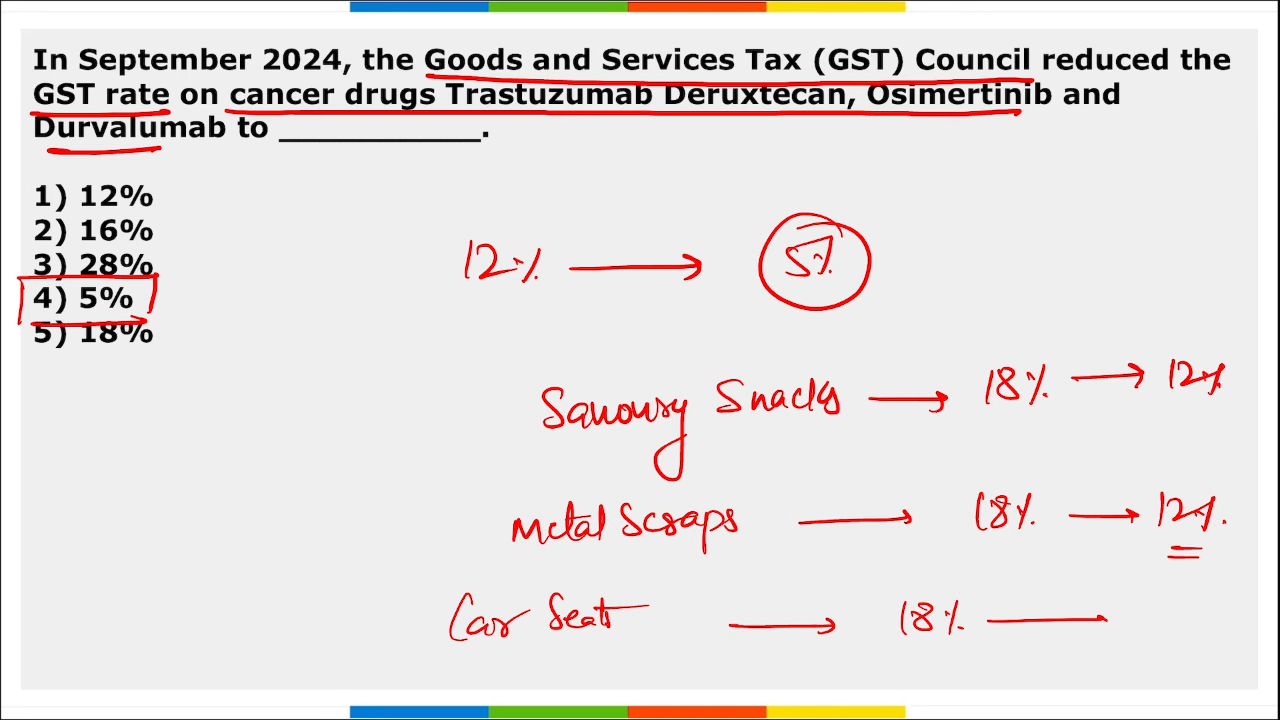 In September 2024, the Goods and Services Tax (GST) Council reduced the
GST rate on cancer drugs Trastuzumab Deruxtecan, Osimertinib and
Durvalumab to ____________.
1) 12%
2) 16%
3) 28%
4) 5%
5) 18%
12% → 5%
Savoury Snacks → 18% → 12%
Metal Scraps → 18% → 12%.
Car Seats → 18% →